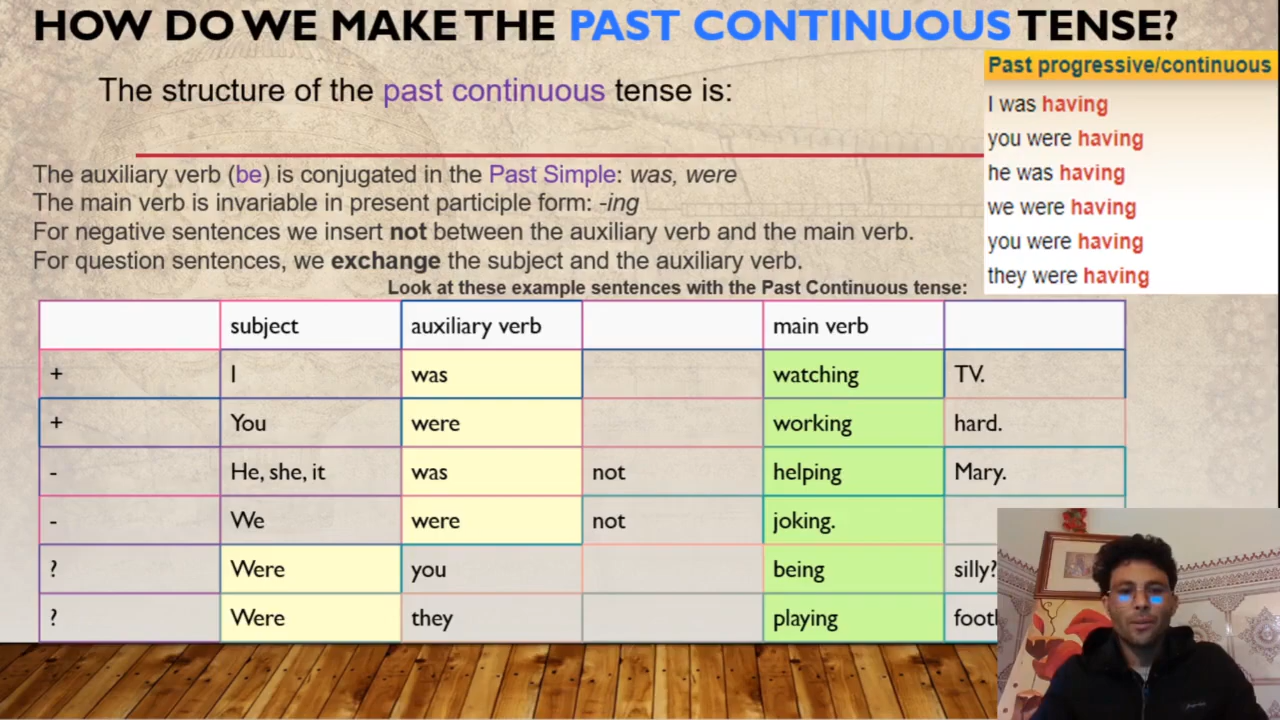 HOW DO WE MAKE THE PAST CONTINUOUS TENSE?
The structure of the past continuous tense is:
Past progressive/continuous
I was having
you were having
he was having
we were having
you were having
they were having
The auxiliary verb (be) is conjugated in the Past Simple: was, were
The main verb is invariable in present participle form: -ing
For negative sentences we insert not between the auxiliary verb and the main verb.
For question sentences, we exchange the subject and the auxiliary verb.
Look at these example sentences with the Past Continuous tense:
subject auxiliary verb main verb
+ I was watching TV.
+ You were working hard.
- He, she, it was not helping Mary.
- We were not joking.
? Were you being silly?
? Were they playing